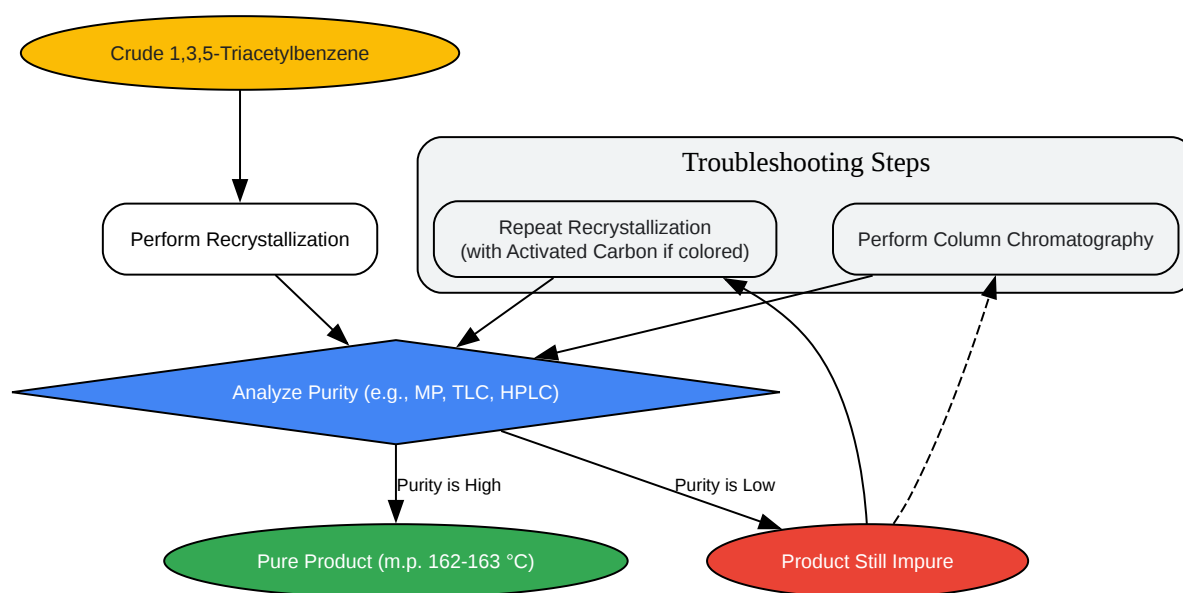 Crude 1,3,5-Triacetylbenzene
Troubleshooting Steps
Perform Recrystallization
Repeat Recrystallization
(with Activated Carbon if colored)
Perform Column Chromatography
Analyze Purity (e.g., MP, TLC, HPLC)
Purity is High
Purity is Low
Pure Product (m.p. 162-163 °C)
Product Still Impure